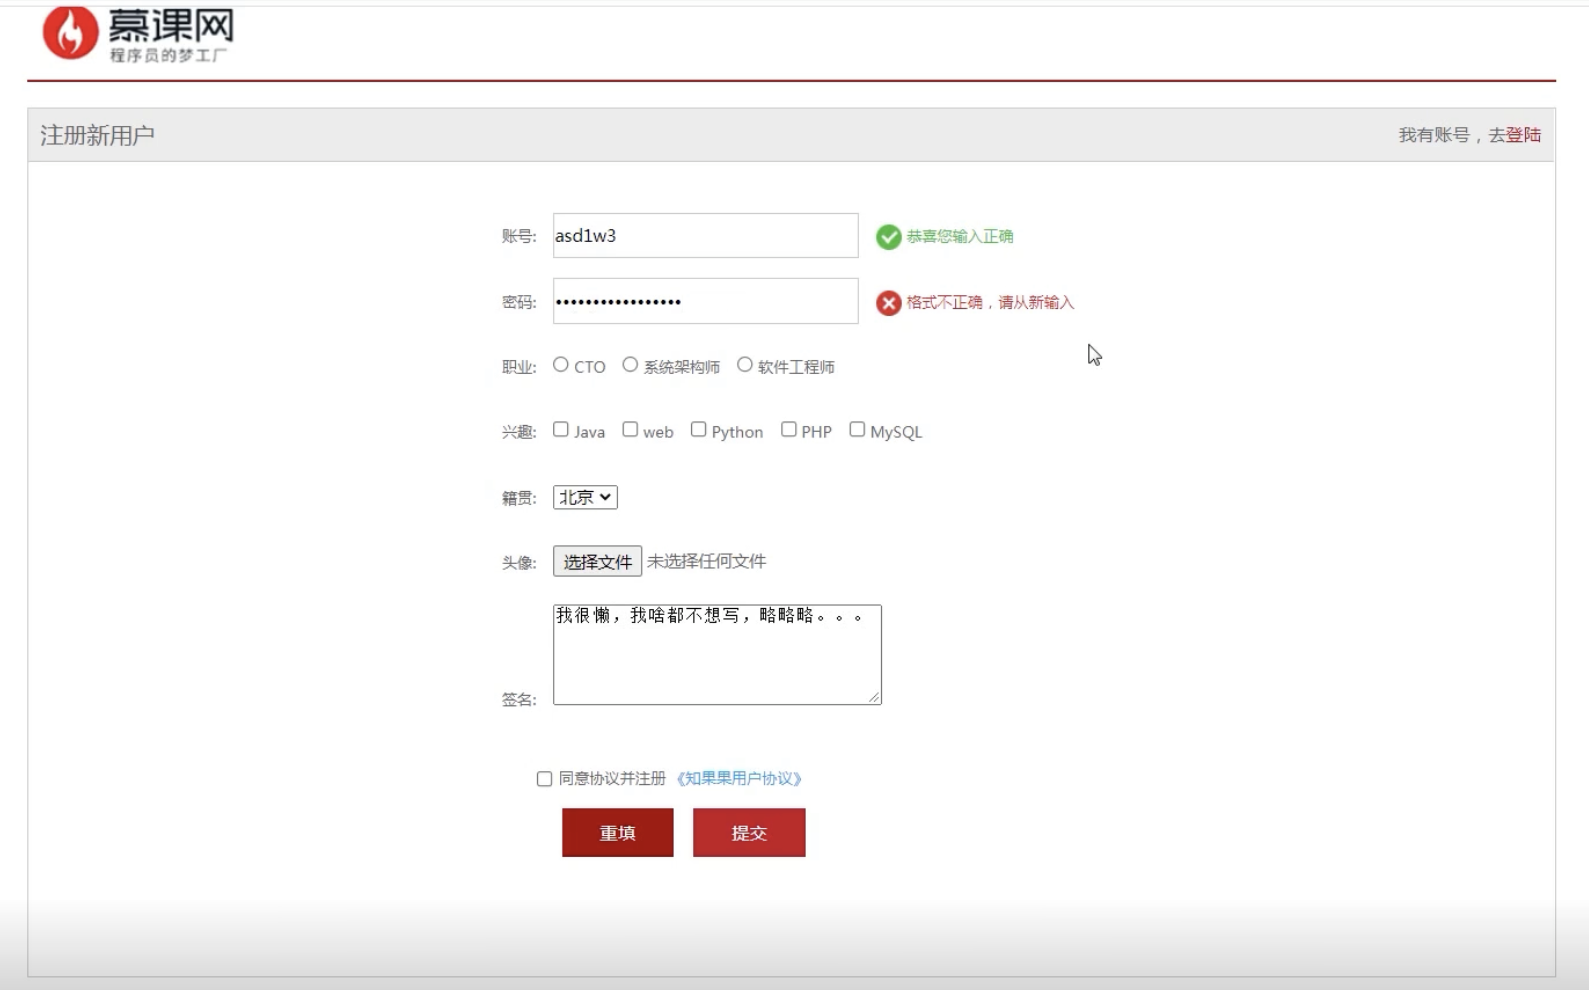 慕课网
程序员的梦工厂
注册新用户 我有账号，去登陆
账号: asd1w3 恭喜您输入正确
密码: ••••••••••••••••• 格式不正确，请从新输入
职业: CTO 系统架构师 软件工程师
兴趣: Java web Python PHP MySQL
籍贯: 北京
头像: 选择文件 未选择任何文件
我很懒，我啥都不想写，略略略。。。
签名:
同意协议并注册 《知果果用户协议》
重填 提交